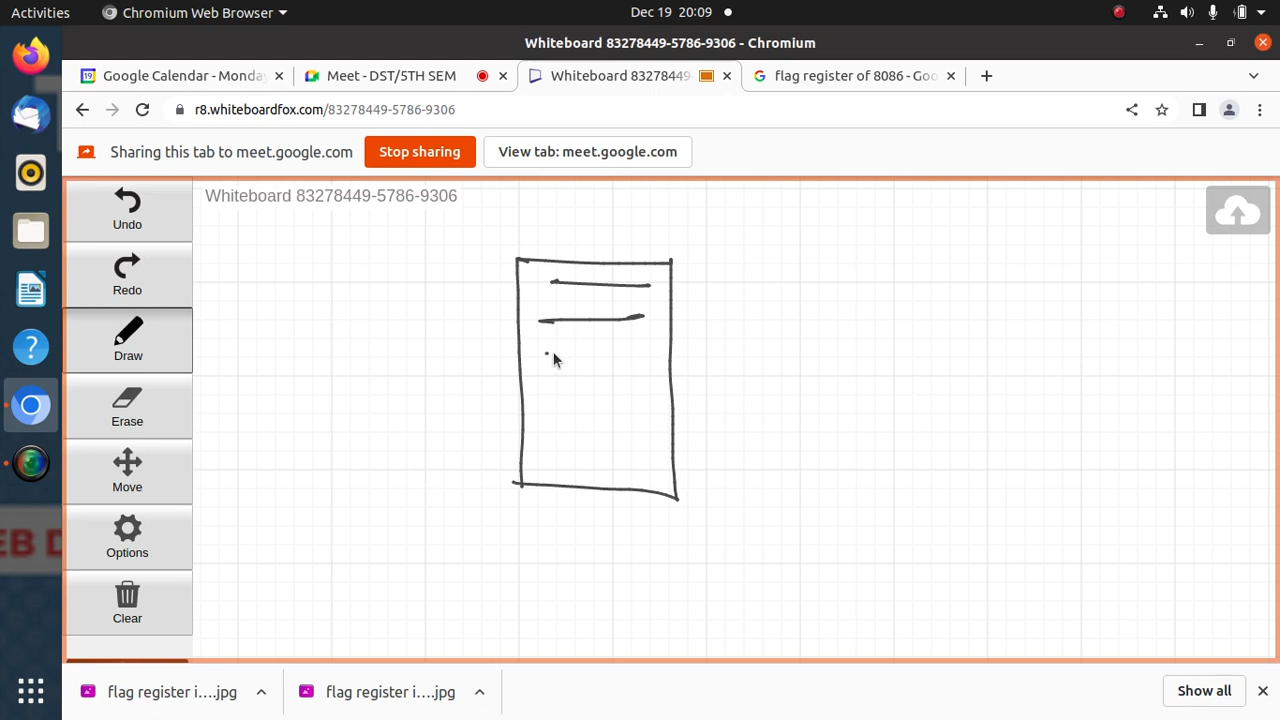 Activities
Chromium Web Browser
Dec 19 20:09
Whiteboard 83278449-5786-9306 - Chromium
Google Calendar - Monda
Meet - DST/5TH SEM
Whiteboard 83278449-
flag register of 8086 - Goo
r8.whiteboardfox.com/83278449-5786-9306
Sharing this tab to meet.google.com
Stop sharing
View tab: meet.google.com
Whiteboard 83278449-5786-9306
Undo
Redo
Draw
Erase
Move
Options
Clear
EB D
flag register i....jpg
flag register i....jpg
Show all